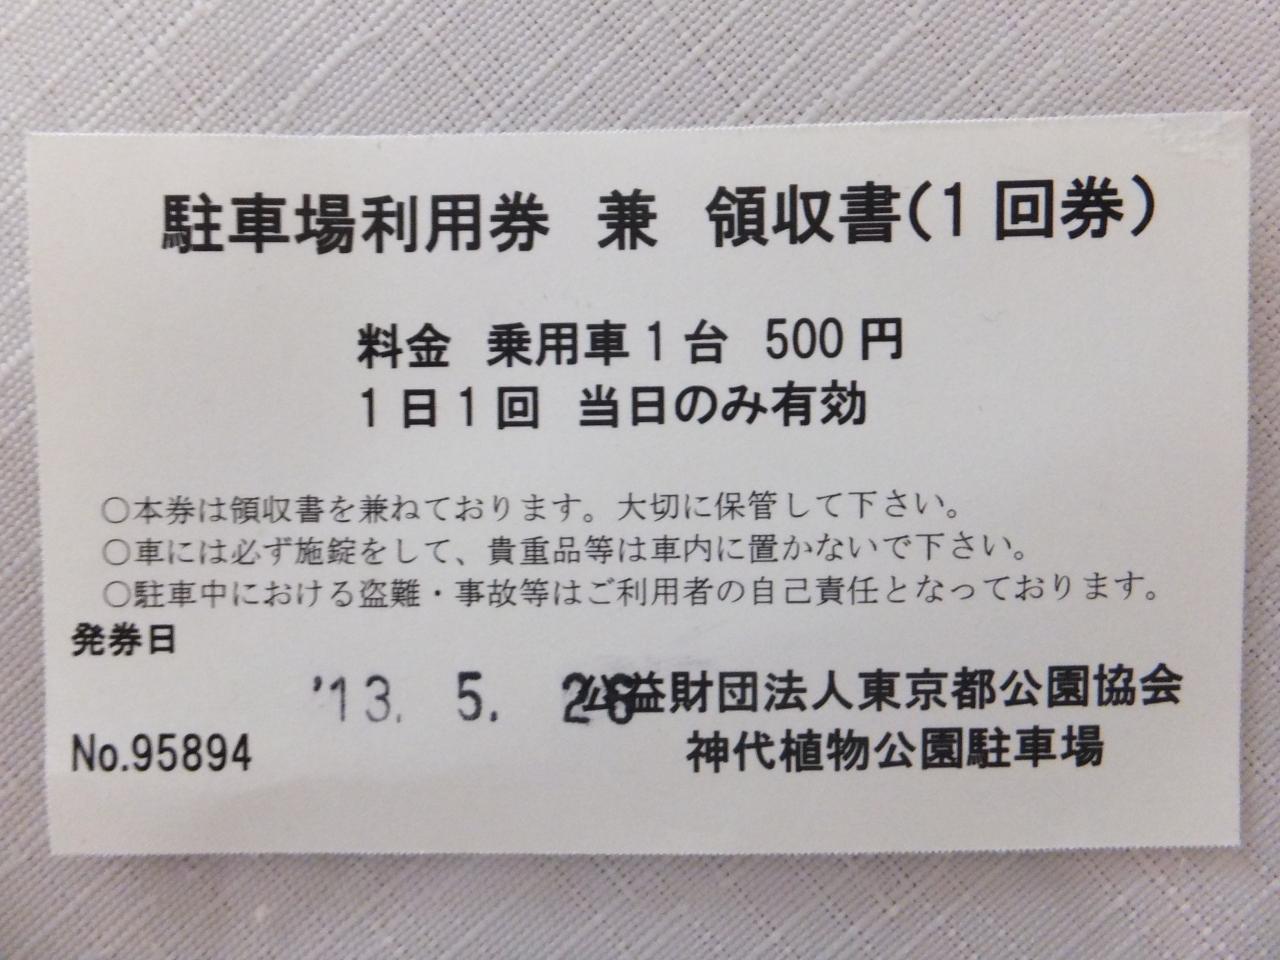 駐車場利用券 兼 領収書(1回券)
料金 乗用車1台 500円
1日1回 当日のみ有効
○本券は領収書を兼ねております。大切に保管して下さい。
○車には必ず施錠をして、貴重品等は車内に置かないで下さい。
○駐車中における盗難・事故等はご利用者の自己責任となっております。
発券日
'13. 5. 26
公益財団法人東京都公園協会
No.95894
神代植物公園駐車場